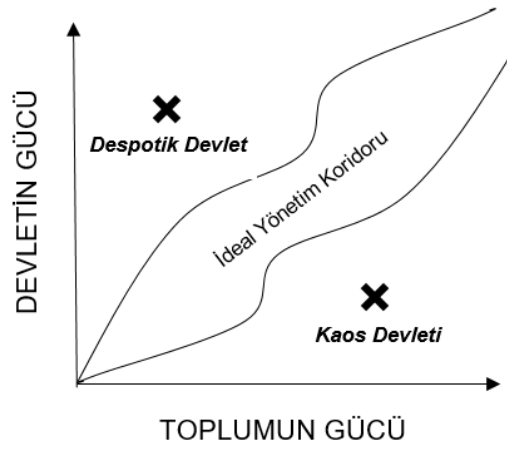 DEVLETİN GÜCÜ
Despotik Devlet
İdeal Yönetim Koridoru
Kaos Devleti
TOPLUMUN GÜCÜ